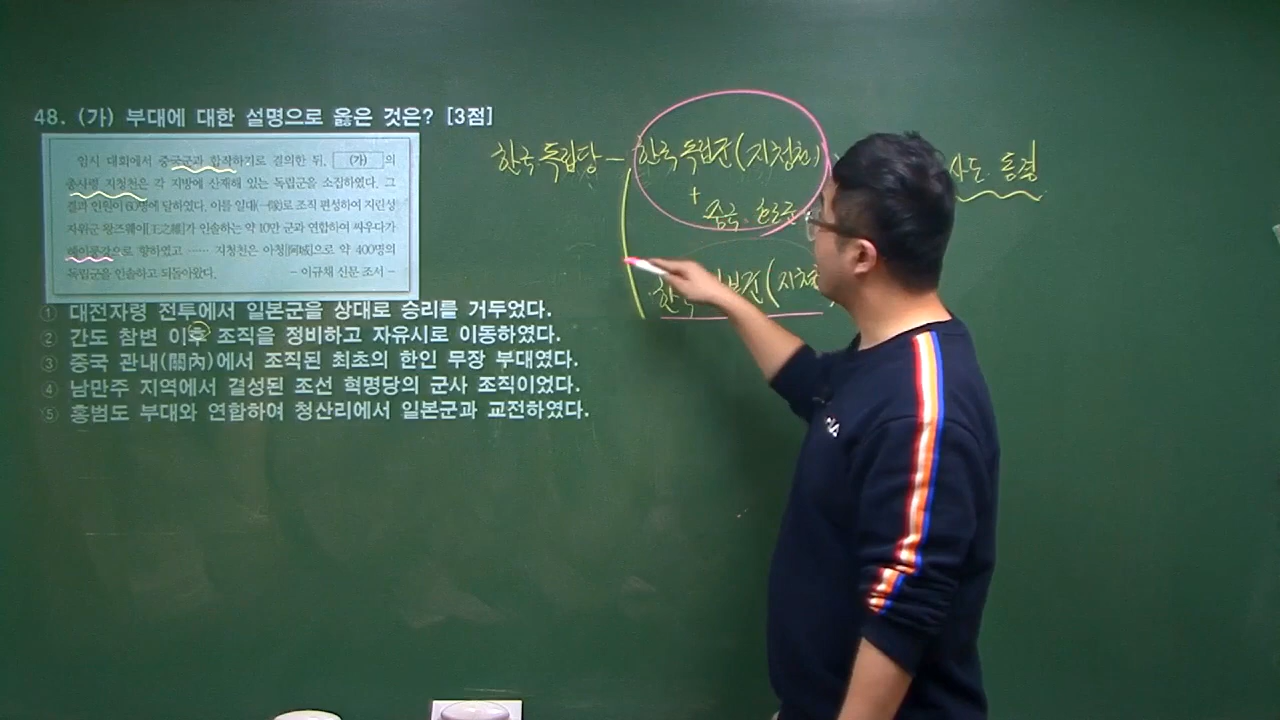 48. (가) 부대에 대한 설명으로 옳은 것은? [3점]
임시 대회에서 중국군과 합작하기로 결의한 뒤, (가) 의
총사령 지청천은 각 지방에 산재해 있는 독립군을 소집하였다. 그
결과 인원이 60명에 달하였다. 이를 일대(一隊)로 조직 편성하여 지린성
자위군 왕즈웨이[王之維]가 인솔하는 약 10만 군과 연합하여 싸우다가
헤이룽강으로 향하였고 …… 지청천은 아청[阿城]으로 약 400명의
독립군을 인솔하고 되돌아왔다. - 이규채 신문 조서 -
① 대전자령 전투에서 일본군을 상대로 승리를 거두었다.
② 간도 참변 이후 조직을 정비하고 자유시로 이동하였다.
③ 중국 관내(關內)에서 조직된 최초의 한인 무장 부대였다.
④ 남만주 지역에서 결성된 조선 혁명당의 군사 조직이었다.
⑤ 홍범도 부대와 연합하여 청산리에서 일본군과 교전하였다.
한국 독립당 - 한국 독립군(지청천)
+ 중국. 호로군
한국